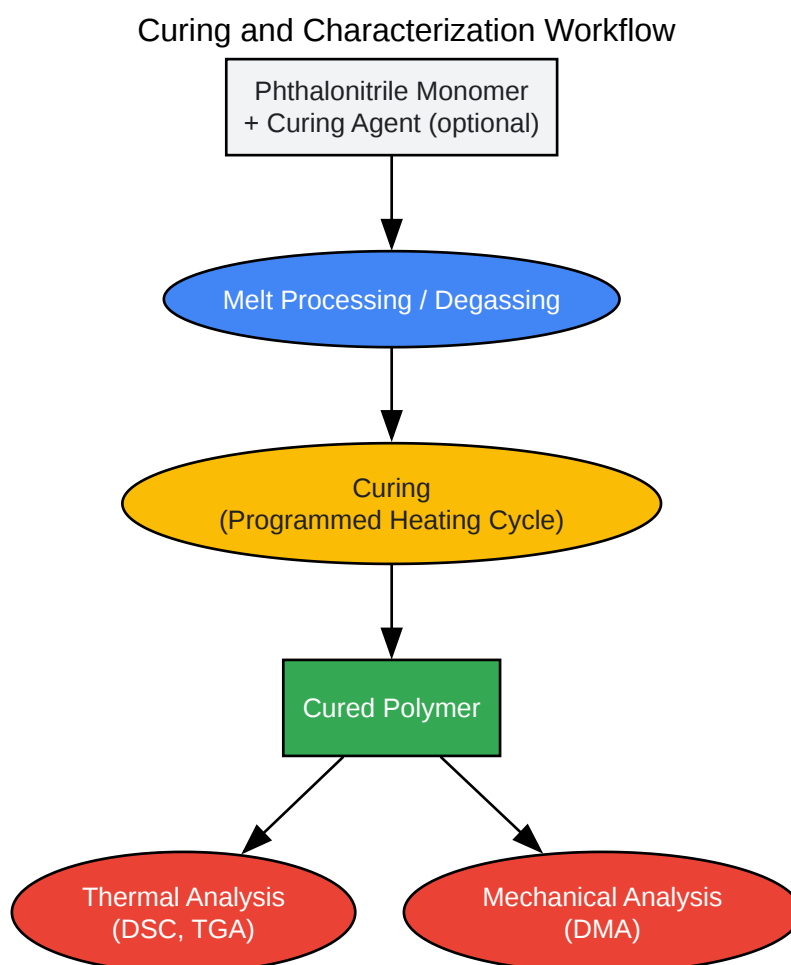 Curing and Characterization Workflow
Phthalonitrile Monomer
+ Curing Agent (optional)
Melt Processing / Degassing
Curing
(Programmed Heating Cycle)
Cured Polymer
Thermal Analysis
(DSC, TGA)
Mechanical Analysis
(DMA)